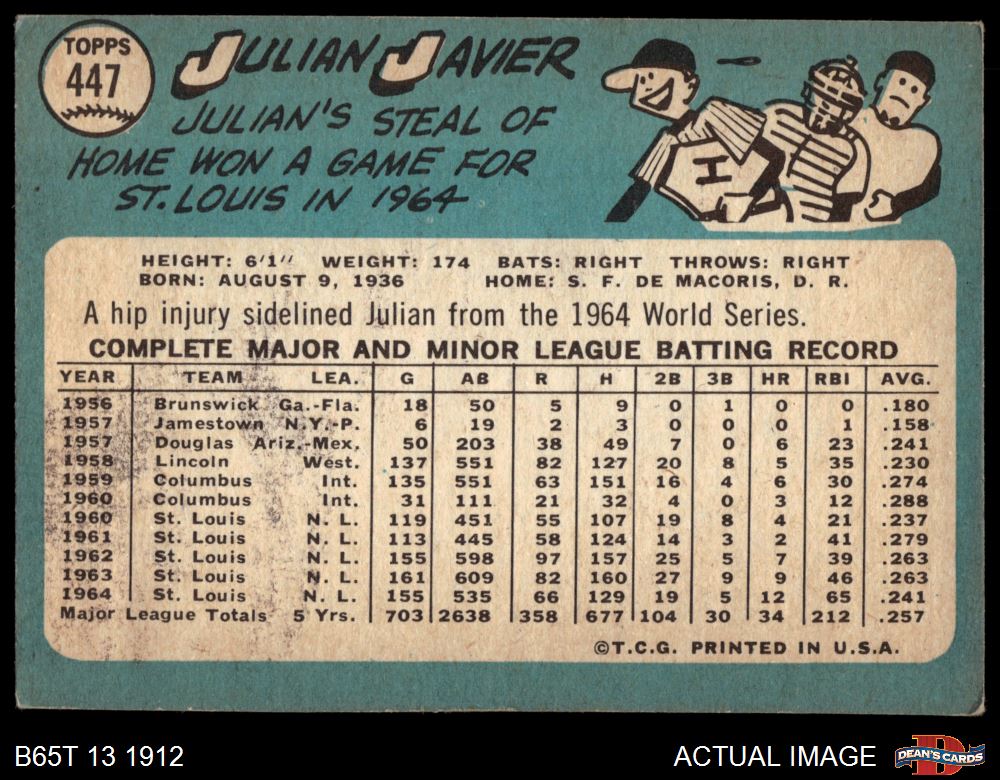 TOPPS
447
JULIAN JAVIER
JULIAN'S STEAL OF
HOME WON A GAME FOR
ST. LOUIS IN 1964
H
HEIGHT: 6'1" WEIGHT: 174 BATS: RIGHT THROWS: RIGHT
BORN: AUGUST 9, 1936 HOME: S. F. DE MACORIS, D. R.
A hip injury sidelined Julian from the 1964 World Series.
COMPLETE MAJOR AND MINOR LEAGUE BATTING RECORD
YEAR TEAM LEA. G AB R H 2B 3B HR RBI AVG.
1956 Brunswick Ga.-Fla. 18 50 5 9 0 1 0 0 .180
1957 Jamestown N.Y.-P. 6 19 2 3 0 0 0 1 .158
1957 Douglas Ariz.-Mex. 50 203 38 49 7 0 6 23 .241
1958 Lincoln West. 137 551 82 127 20 8 5 35 .230
1959 Columbus Int. 135 551 63 151 16 4 6 30 .274
1960 Columbus Int. 31 111 21 32 4 0 3 12 .288
1960 St. Louis N. L. 119 451 55 107 19 8 4 21 .237
1961 St. Louis N. L. 113 445 58 124 14 3 2 41 .279
1962 St. Louis N. L. 155 598 97 157 25 5 7 39 .263
1963 St. Louis N. L. 161 609 82 160 27 9 9 46 .263
1964 St. Louis N. L. 155 535 66 129 19 5 12 65 .241
Major League Totals 5 Yrs. 703 2638 358 677 104 30 34 212 .257
©T.C.G. PRINTED IN U.S.A.
B65T 13 1912 ACTUAL IMAGE DEAN'S CARDS